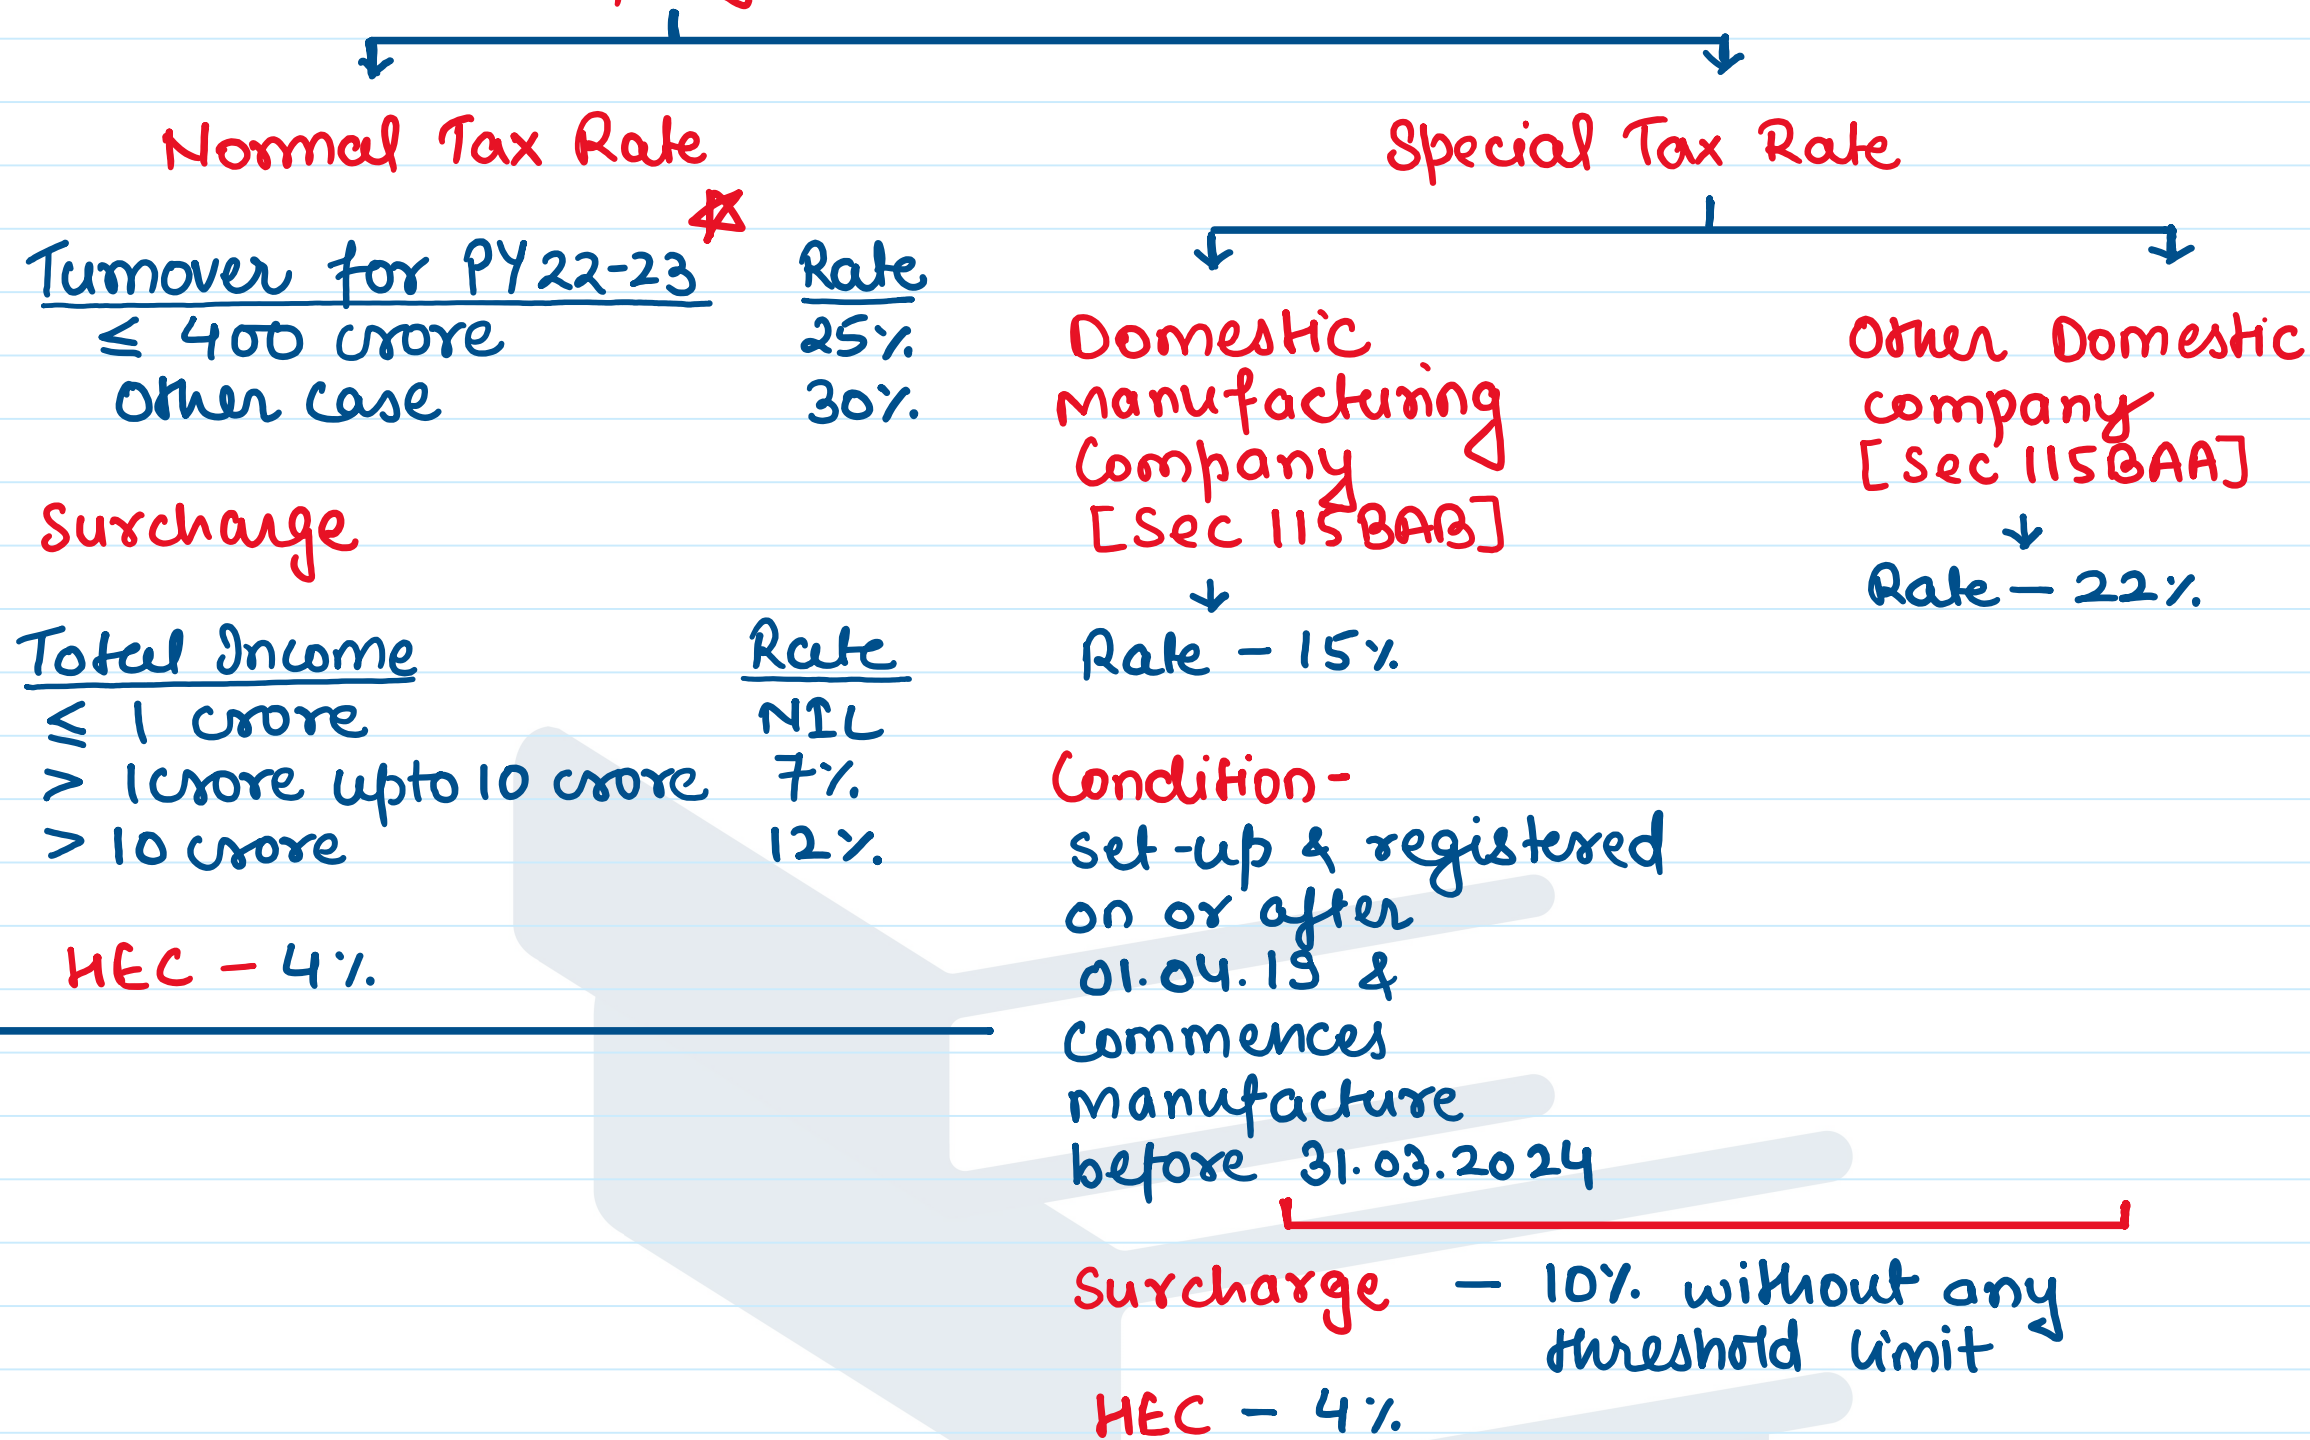 Normal Tax Rate
Turnover for PY22-23 Rate
≤ 400 crore 25%
Other case 30%
Surcharge
Total Income Rate
≤ 1 crore NIL
> 1 crore upto 10 crore 7%
> 10 crore 12%
HEC - 4%
Special Tax Rate
Domestic
manufacturing
Company
[Sec 115BAB]
Rate - 15%
Condition-
set-up & registered
on or after
01.04.19 &
commences
manufacture
before 31.03.2024
Other Domestic
company
[Sec 115BAA]
Rate - 22%
Surcharge - 10% without any
threshold limit
HEC - 4%